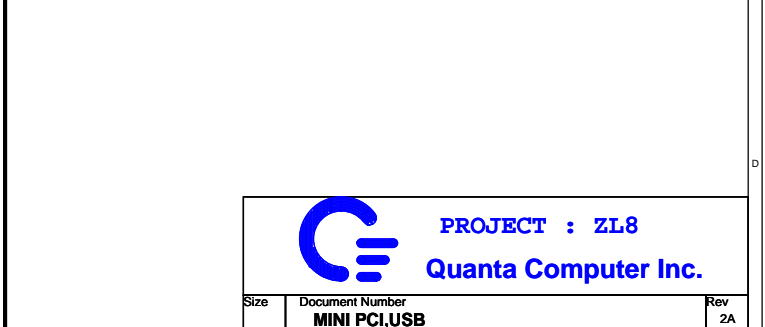 D
PROJECT : ZL8
Quanta Computer Inc.
Size Document Number Rev
MINI PCI,USB 2A